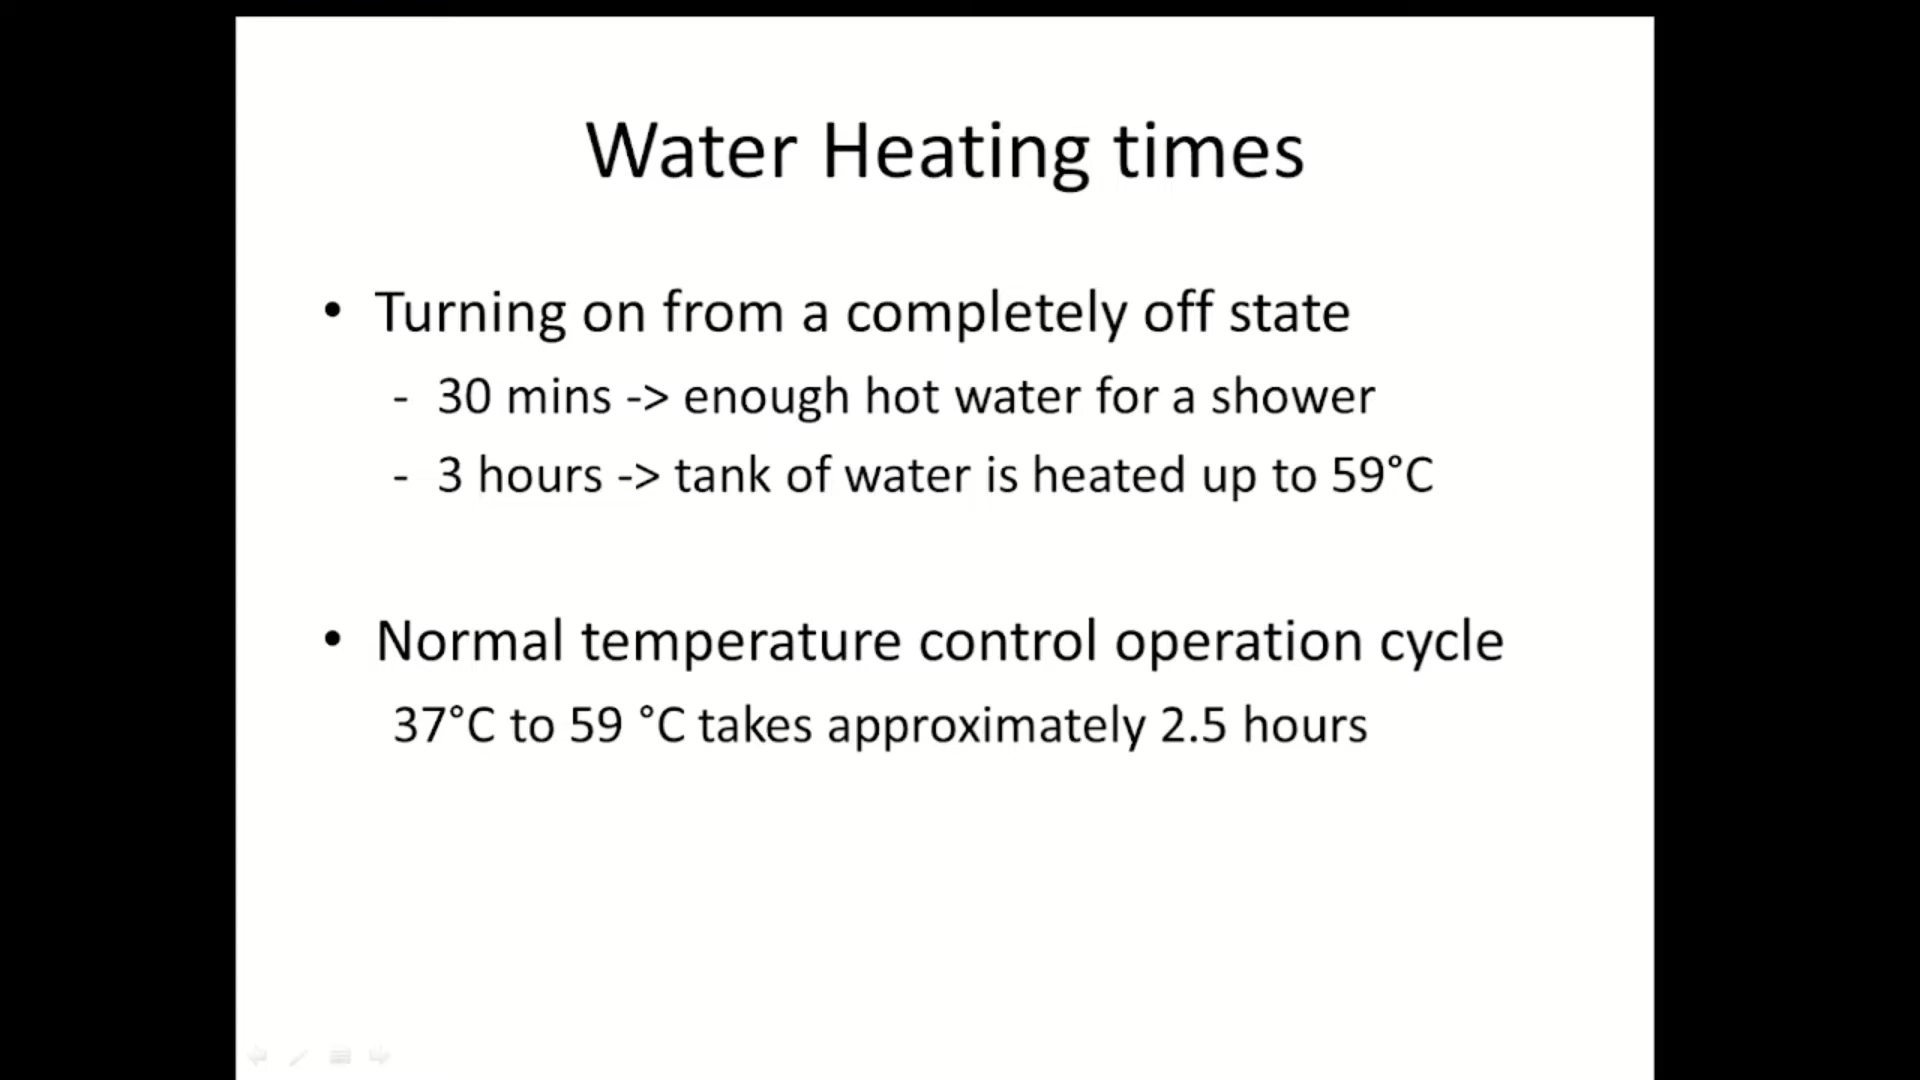 Water Heating times
• Turning on from a completely off state
- 30 mins -> enough hot water for a shower
- 3 hours -> tank of water is heated up to 59°C
• Normal temperature control operation cycle
37°C to 59 °C takes approximately 2.5 hours